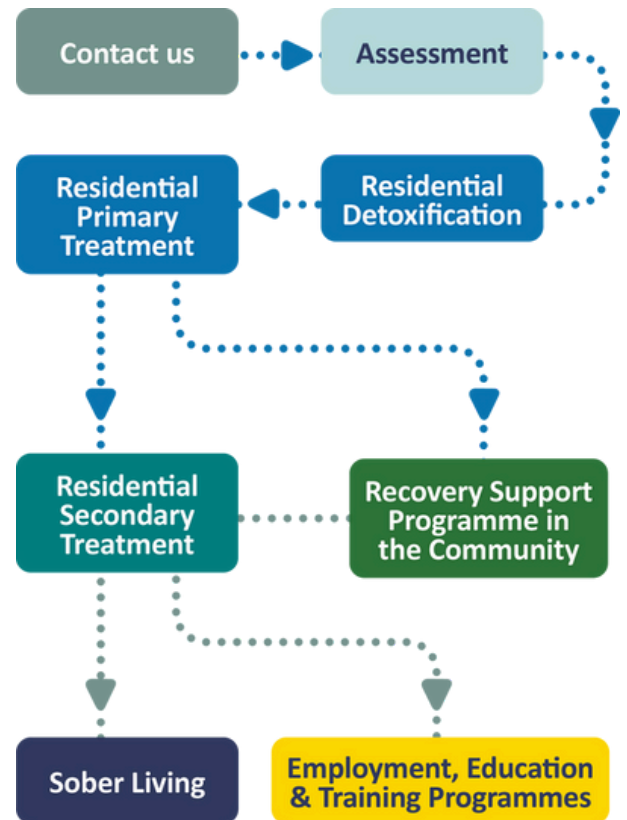 Contact us
Assessment
Residential
Primary
Treatment
Residential
Detoxification
Residential
Secondary
Treatment
Recovery Support
Programme in
the Community
Sober Living
Employment, Education
& Training Programmes